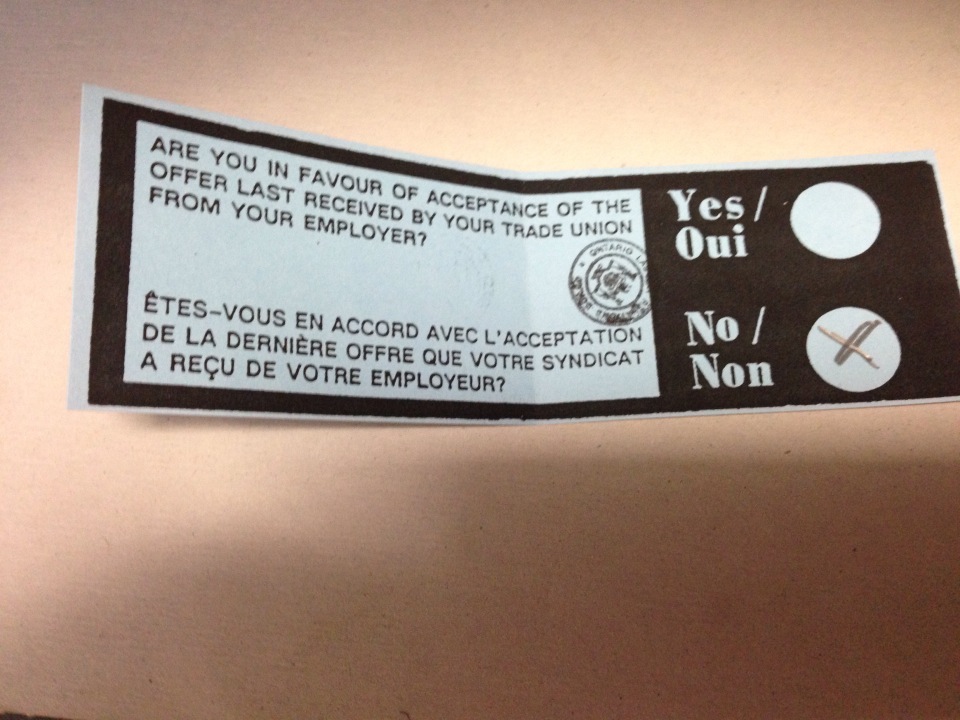 ARE YOU IN FAVOUR OF ACCEPTANCE OF THE
OFFER LAST RECEIVED BY YOUR TRADE UNION
FROM YOUR EMPLOYER?
ÊTES-VOUS EN ACCORD AVEC L'ACCEPTATION
DE LA DERNIÈRE OFFRE QUE VOTRE SYNDICAT
A REÇU DE VOTRE EMPLOYEUR?
ONTARIO
Yes /
Oui
No /
Non